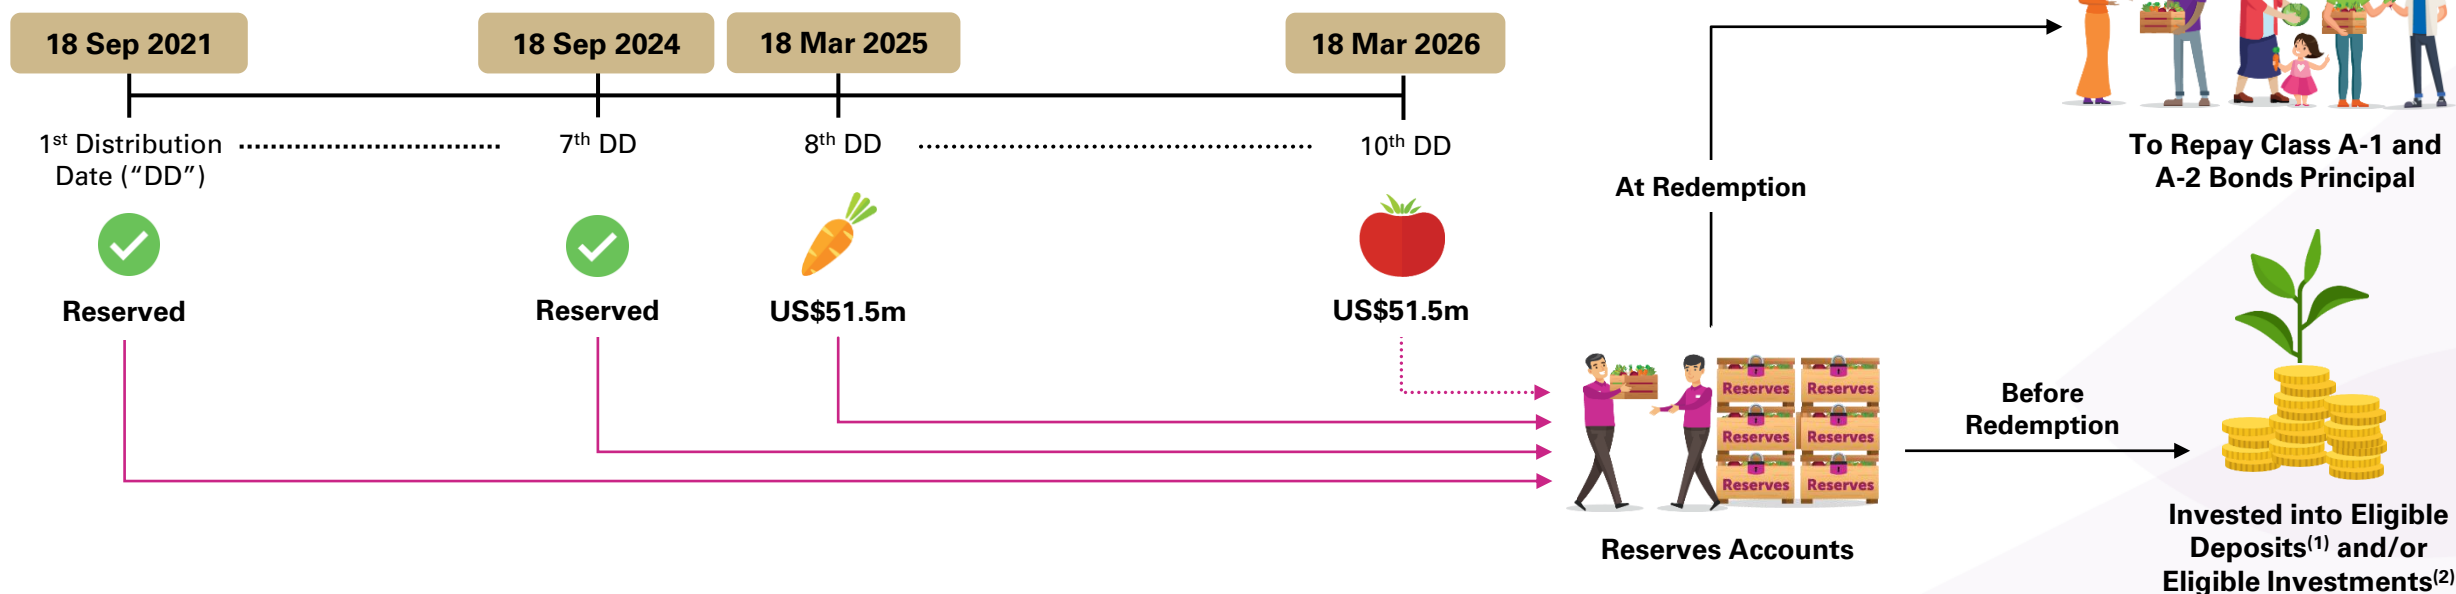 18 Sep 2021
18 Sep 2024
18 Mar 2025
18 Mar 2026
1st Distribution
Date (“DD”)
7th DD
8th DD
10th DD
Reserved
Reserved
US$51.5m
US$51.5m
At Redemption
To Repay Class A-1 and
A-2 Bonds Principal
Reserves
Reserves
Reserves
Reserves
Reserves
Reserves
Reserves Accounts
Before
Redemption
Invested into Eligible
Deposits(1) and/or
Eligible Investments(2)